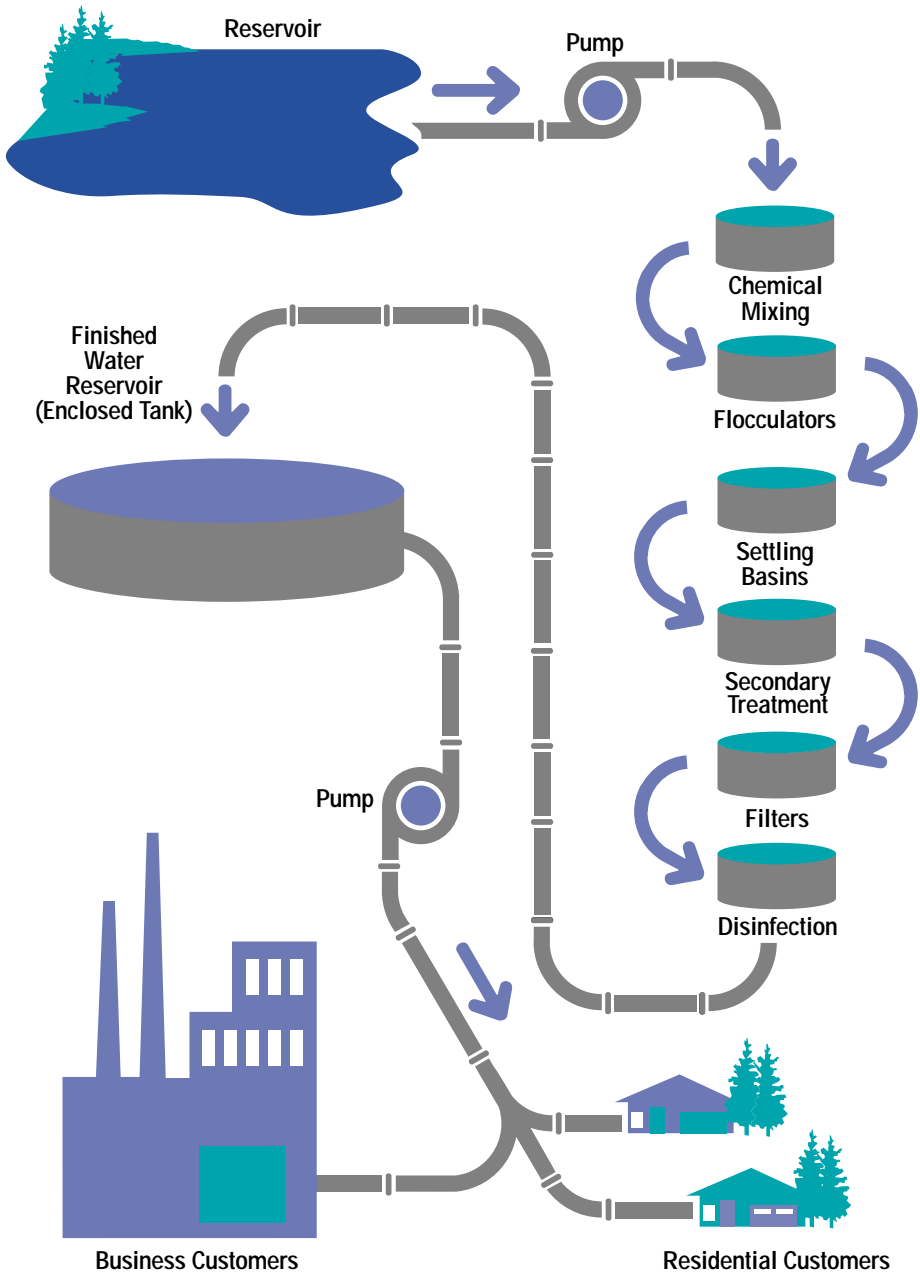 Reservoir
Pump
Chemical
Mixing
Finished
Water
Reservoir
(Enclosed Tank)
Flocculators
Settling
Basins
Secondary
Treatment
Pump
Filters
Disinfection
Business Customers
Residential Customers